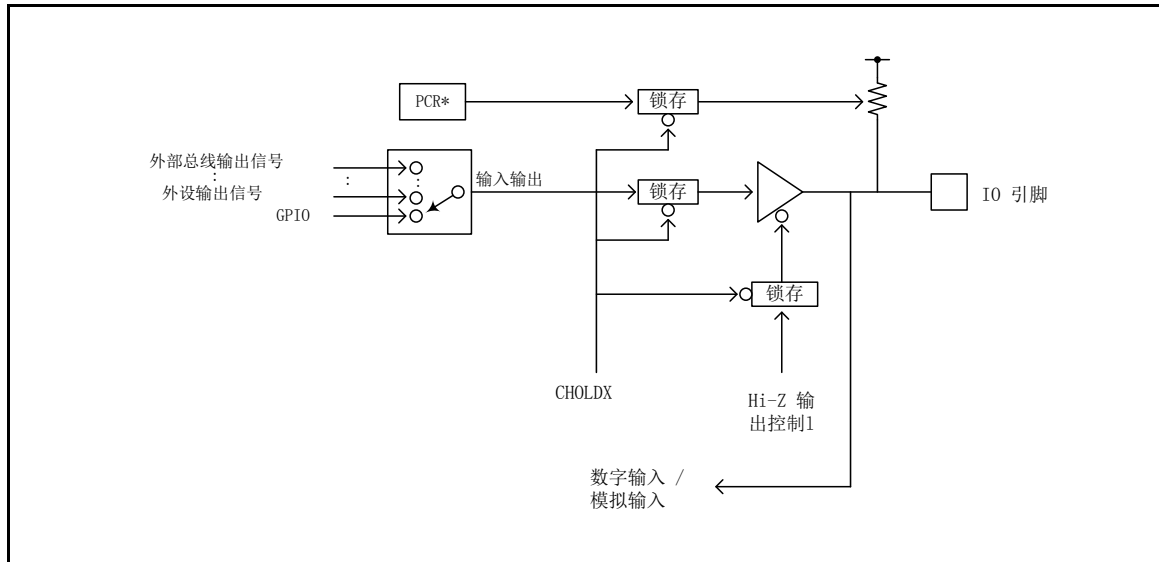 PCR*
锁存
外部总线输出信号
:
:
外设输出信号
GPIO
:
输入输出
锁存
IO 引脚
锁存
CHOLDX
Hi-Z 输
出控制1
数字输入 /
模拟输入